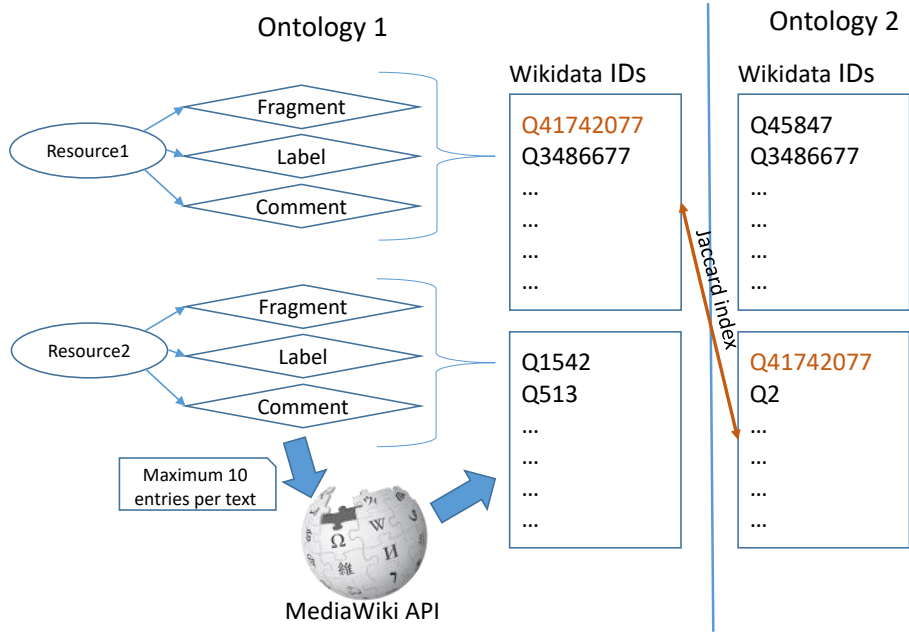 Ontology 1
Ontology 2
Wikidata IDs
Wikidata IDs
Resource1
Fragment
Label
Comment
Q41742077
Q3486677
...
...
...
...
Q45847
Q3486677
...
...
...
...
Jaccard index
Resource2
Fragment
Label
Comment
Q1542
Q513
...
...
...
...
Q41742077
Q2
...
...
...
...
Maximum 10
entries per text
Ω
W
И
維
MediaWiki API